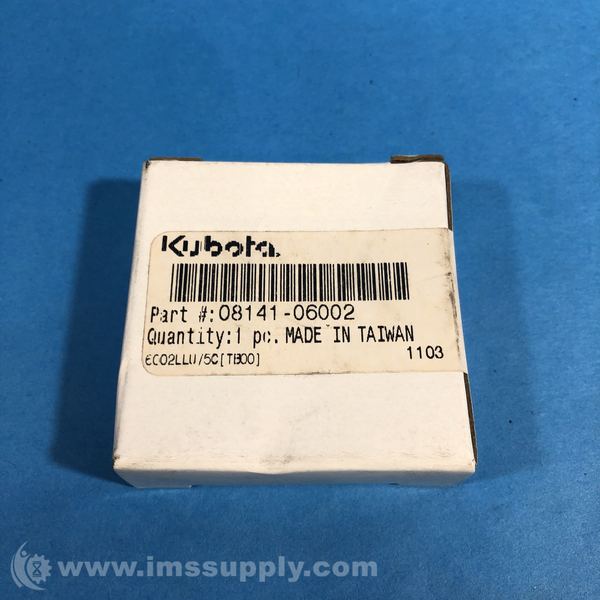 Kubota.
Part #:08141-06002
Quantity:1 pc. MADE IN TAIWAN
6C02LLU/5C[TB00]
1103
www.imssupply.com